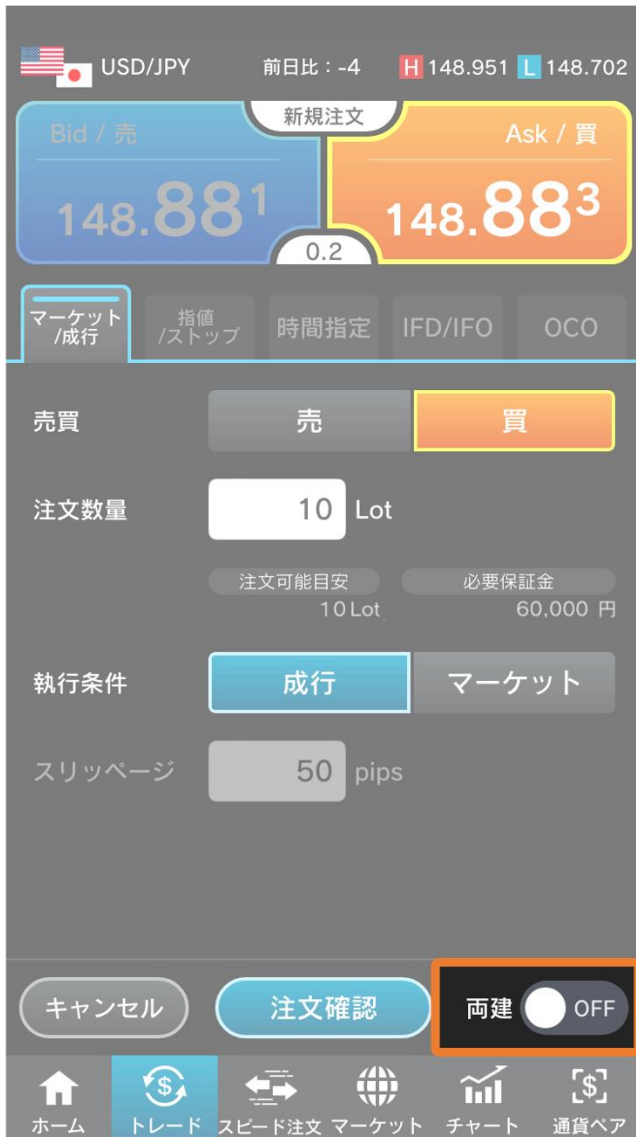 USD/JPY 前日比：-4 H 148.951 L 148.702
新規注文
Bid / 売 Ask / 買
148.881 148.883
0.2
マーケット/成行 指値/ストップ 時間指定 IFD/IFO OCO
売買 売 買
注文数量 10 Lot
注文可能目安 必要保証金
10 Lot 60,000 円
執行条件 成行 マーケット
スリッページ 50 pips
キャンセル 注文確認 両建 OFF
ホーム トレード スピード注文 マーケット チャート 通貨ペア